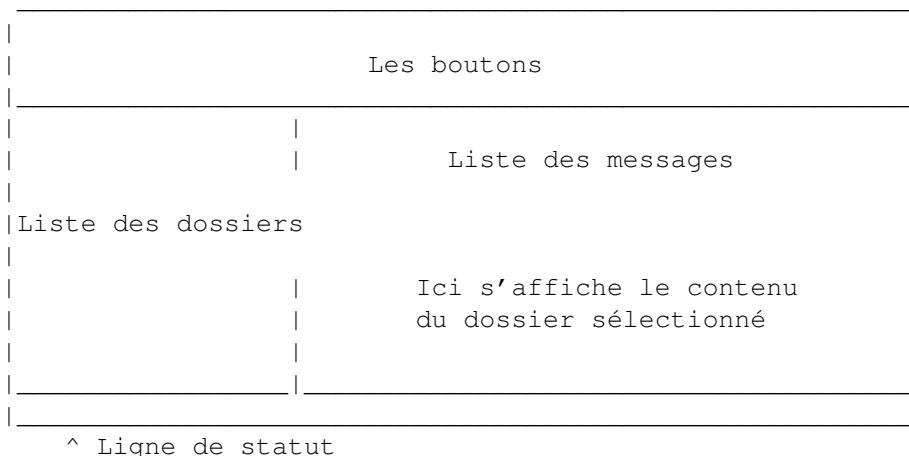 Les boutons
Liste des messages
Liste des dossiers
Ici s'affiche le contenu
du dossier sélectionné
^ Ligne de statut